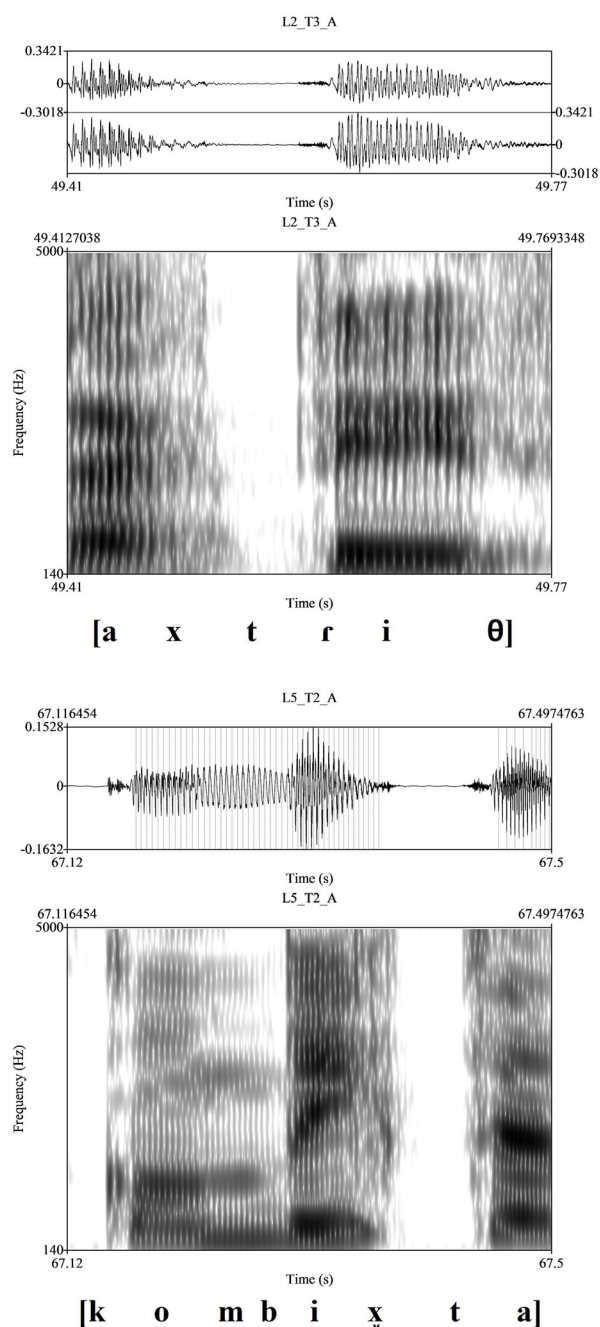 L2_T3_A
0.3421
0
-0.3018 0.3421
0
-0.3018
49.41 49.77
Time (s)
L2_T3_A
49.4127038 49.7693348
5000
Frequency (Hz)
140
49.41 49.77
Time (s)
[a x t ɾ i θ]
L5_T2_A
67.116454 67.4974763
0.1528
0
-0.1632
67.12 67.5
Time (s)
L5_T2_A
67.116454 67.4974763
5000
Frequency (Hz)
140
67.12 67.5
Time (s)
[k o m b i x̬ t a]